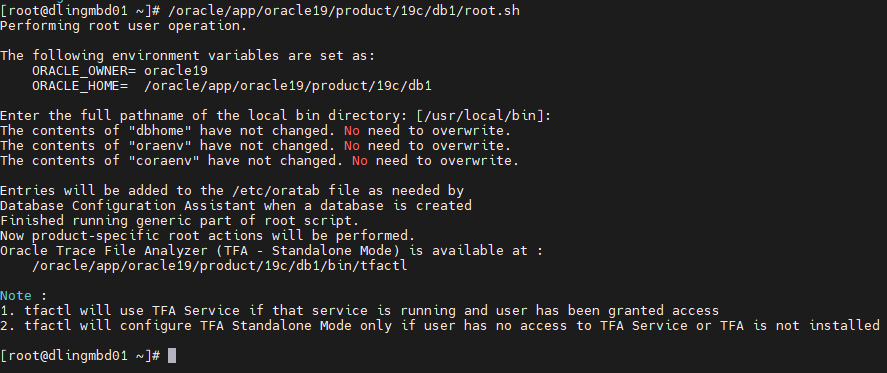 [root@dlingmbd01 ~]# /oracle/app/oracle19/product/19c/db1/root.sh
Performing root user operation.
The following environment variables are set as:
ORACLE_OWNER= oracle19
ORACLE_HOME=  /oracle/app/oracle19/product/19c/db1
Enter the full pathname of the local bin directory: [/usr/local/bin]:
The contents of "dbhome" have not changed. No need to overwrite.
The contents of "oraenv" have not changed. No need to overwrite.
The contents of "coraenv" have not changed. No need to overwrite.
Entries will be added to the /etc/oratab file as needed by
Database Configuration Assistant when a database is created
Finished running generic part of root script.
Now product-specific root actions will be performed.
Oracle Trace File Analyzer (TFA - Standalone Mode) is available at :
/oracle/app/oracle19/product/19c/db1/bin/tfactl
Note :
1. tfactl will use TFA Service if that service is running and user has been granted access
2. tfactl will configure TFA Standalone Mode only if user has no access to TFA Service or TFA is not installed
[root@dlingmbd01 ~]#